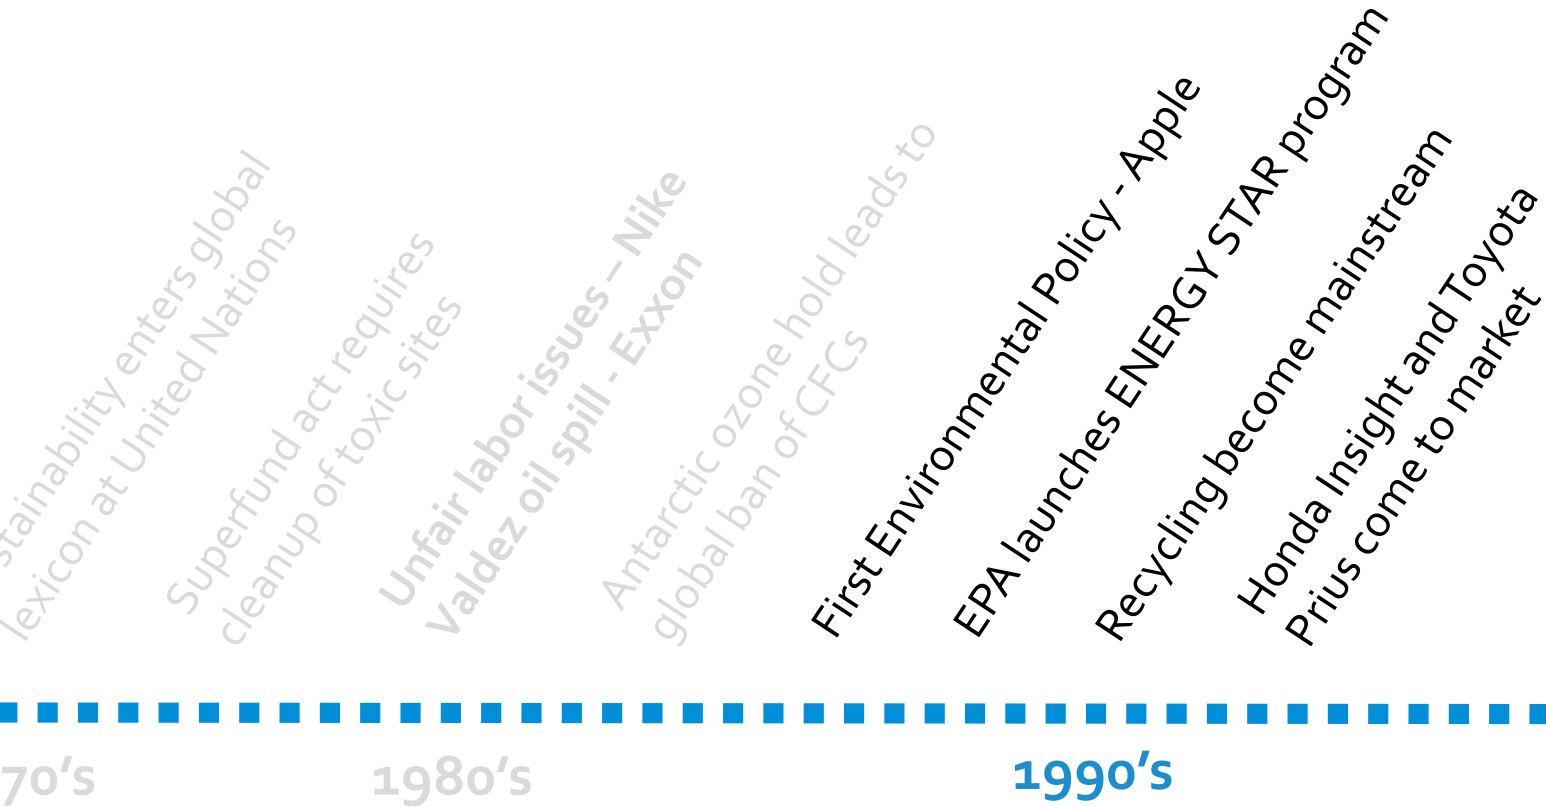 stainability enters global
lexicon at United Nations
Superfund act requires
cleanup of toxic sites
Unfair labor issues – Nike
Valdez oil spill - Exxon
Antarctic ozone hold leads to
global ban of CFCs
First Environmental Policy - Apple
EPA launches ENERGY STAR program
Recycling become mainstream
Honda Insight and Toyota
Prius come to market
70's
1980's
1990's